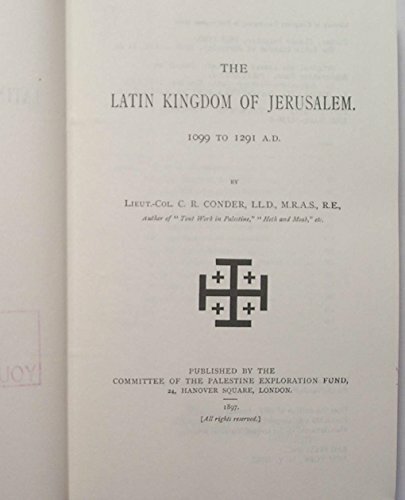 THE
LATIN KINGDOM OF JERUSALEM.
1099 TO 1291 A.D.
BY
LIEUT.-COL. C. R. CONDER, LL.D., M.R.A.S., R.E.,
Author of "Tent Work in Palestine," "Heth and Moab," etc.
PUBLISHED BY THE
COMMITTEE OF THE PALESTINE EXPLORATION FUND,
24, HANOVER SQUARE, LONDON.
1897.
[All rights reserved.]
YOU